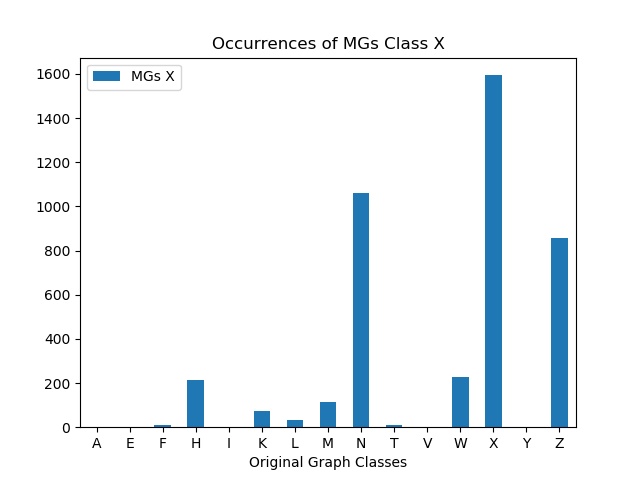 Occurrences of MGs Class X
MGs X
1600
1400
1200
1000
800
600
400
200
0
A E F H I K L M N T V W X Y Z
Original Graph Classes